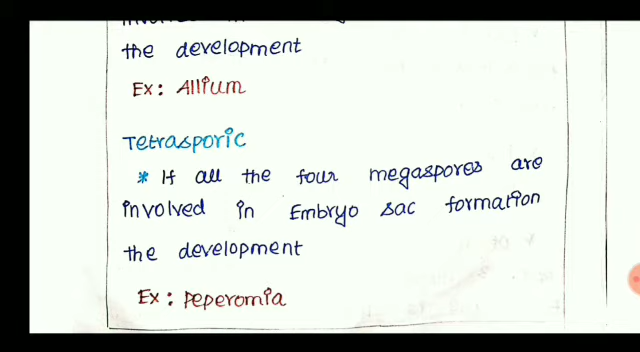 the development
Ex: Allium
Tetrasporic
* If all the four megaspores are
involved in Embryo sac formation
the development
Ex: peperomia